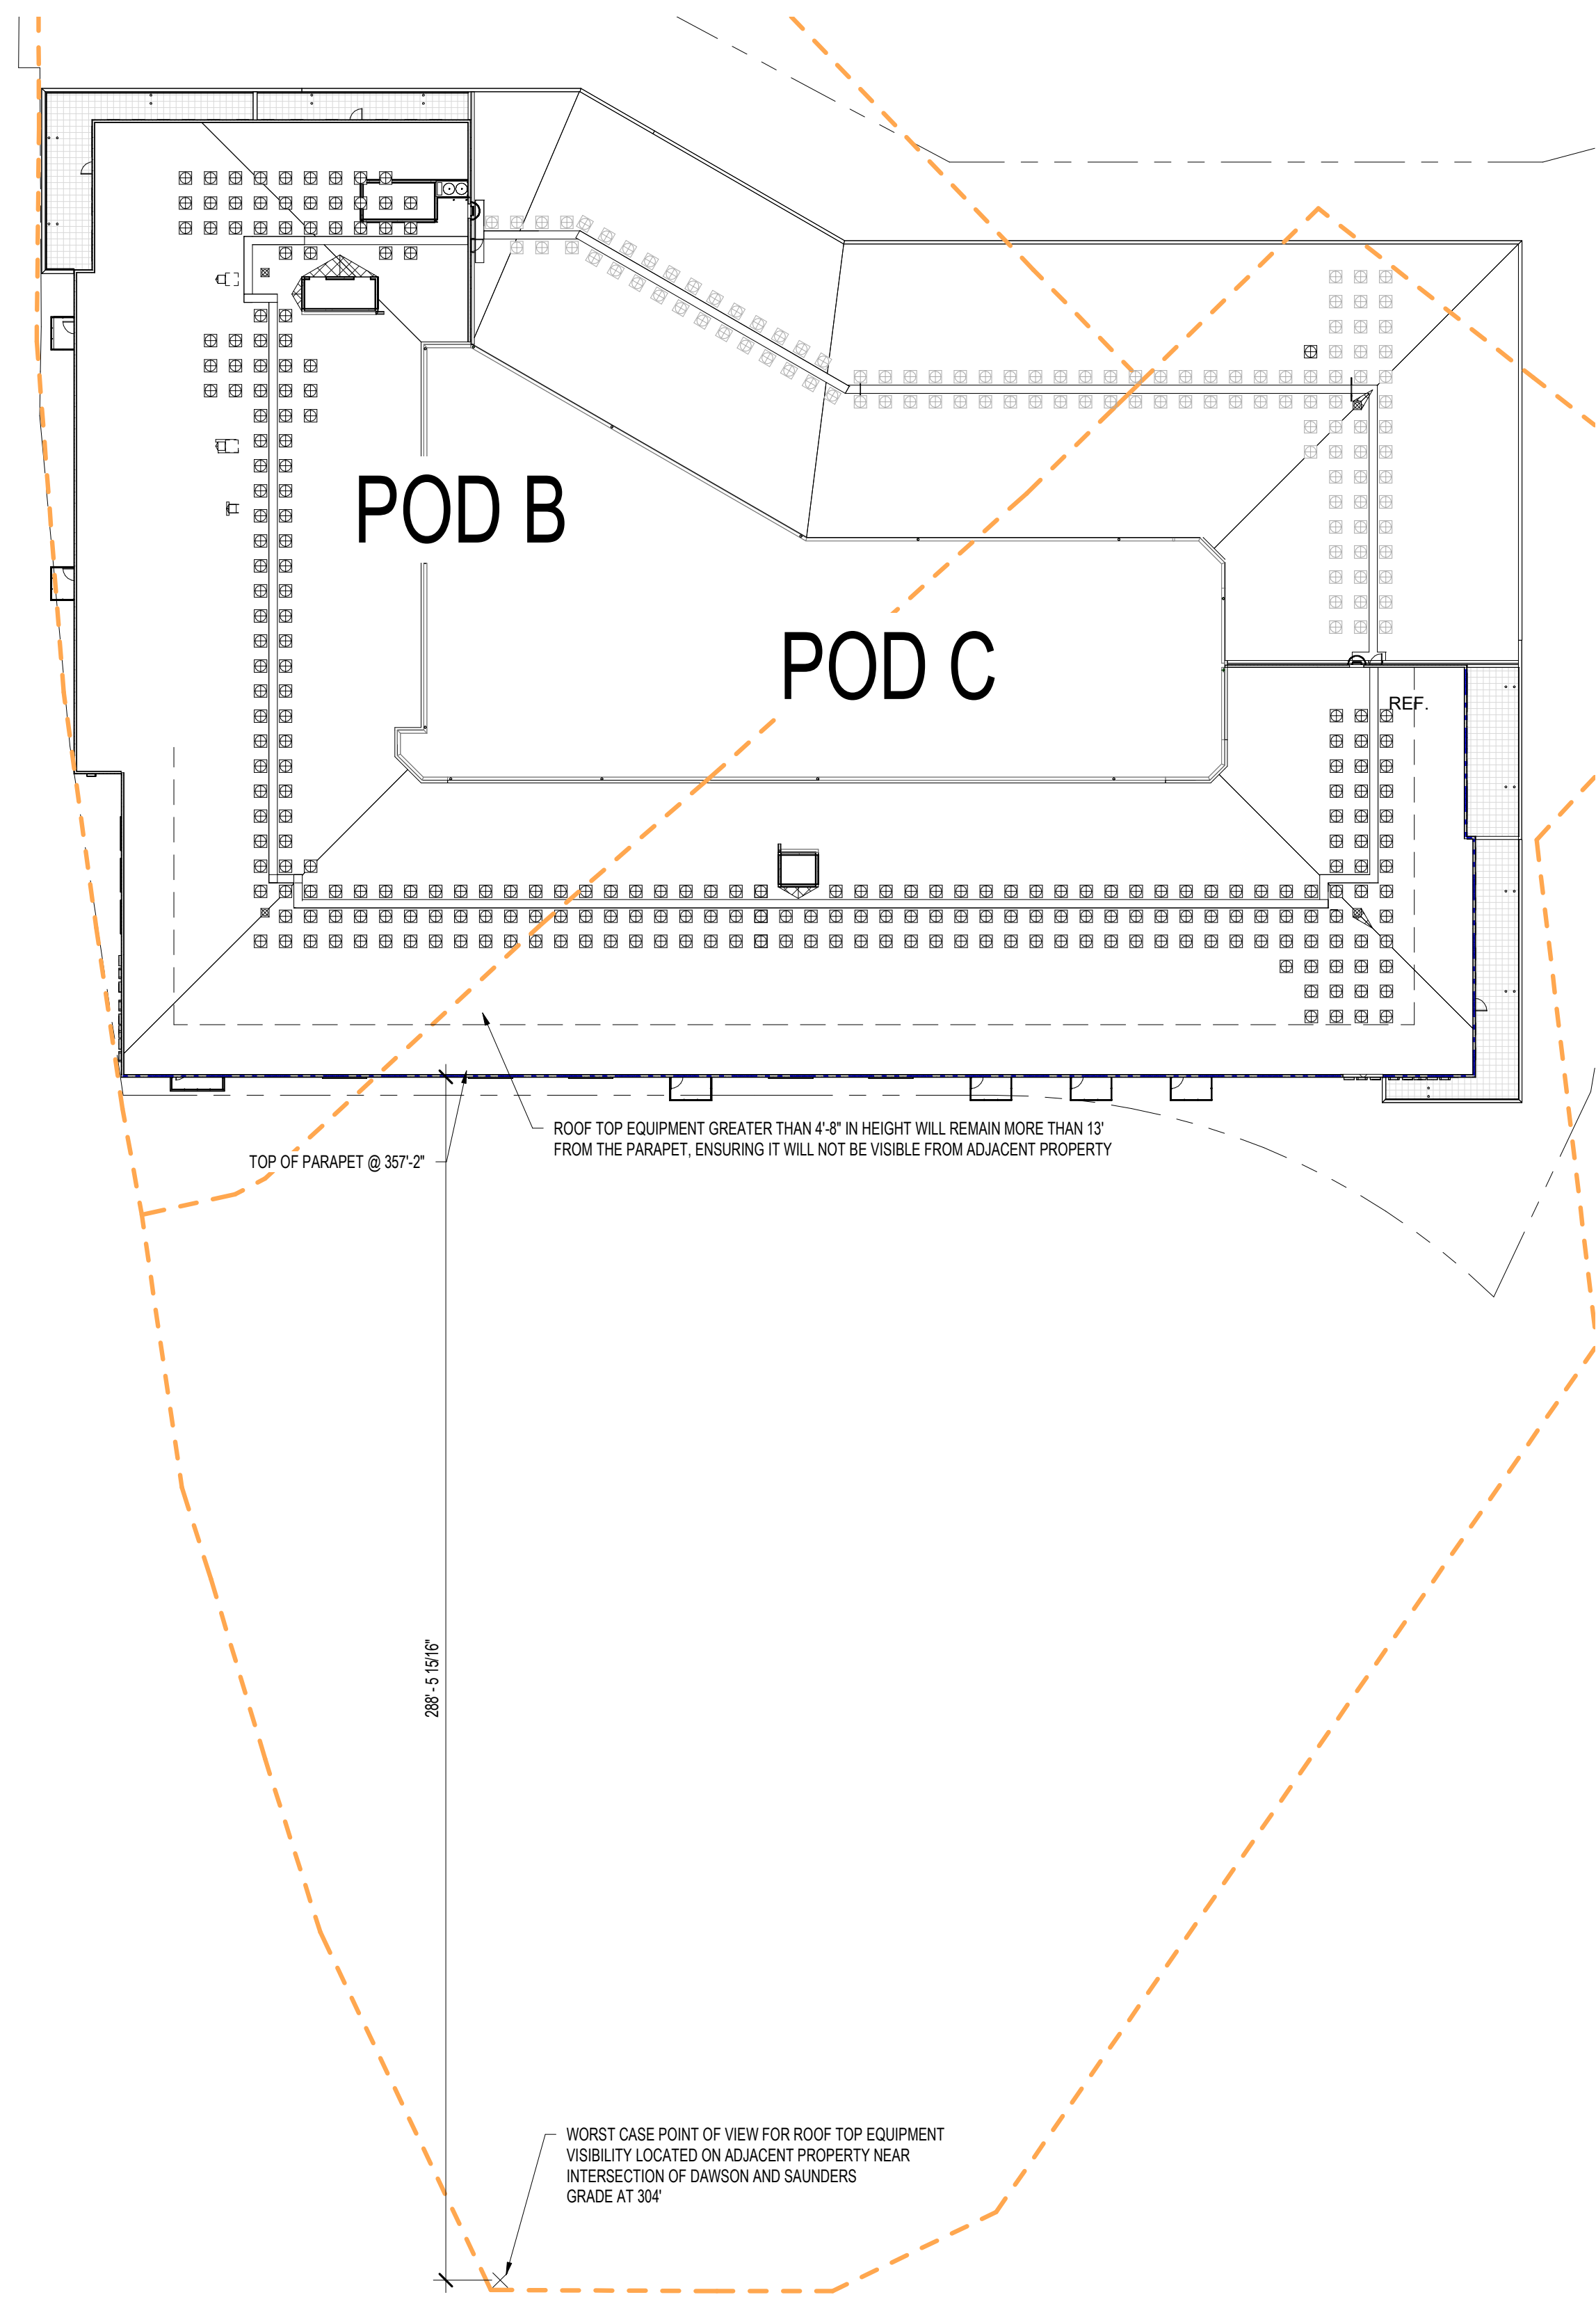 POD B
POD C
REF.
ROOF TOP EQUIPMENT GREATER THAN 4'-8" IN HEIGHT WILL REMAIN MORE THAN 13'
FROM THE PARAPET, ENSURING IT WILL NOT BE VISIBLE FROM ADJACENT PROPERTY
TOP OF PARAPET @ 357'-2"
288' - 5 15/16"
WORST CASE POINT OF VIEW FOR ROOF TOP EQUIPMENT
VISIBILITY LOCATED ON ADJACENT PROPERTY NEAR
INTERSECTION OF DAWSON AND SAUNDERS
GRADE AT 304'